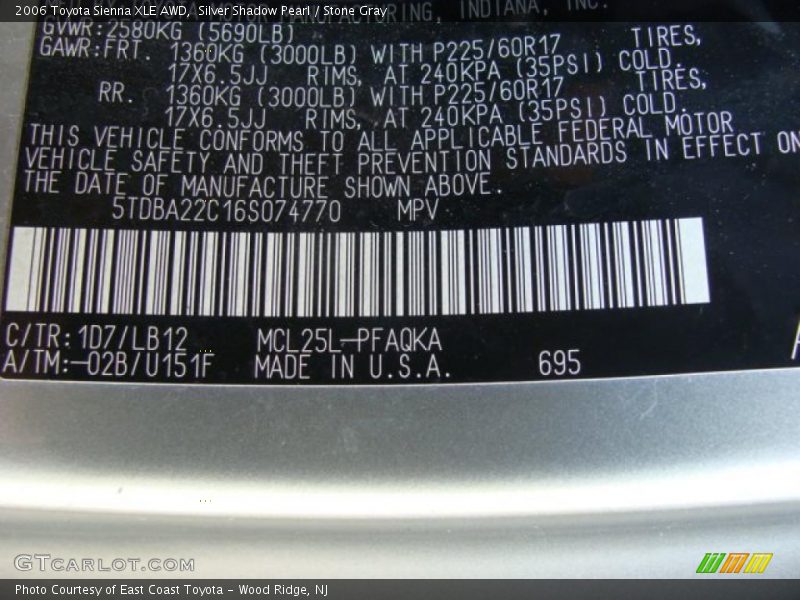 2006 Toyota Sienna XLE AWD, Silver Shadow Pearl / Stone Gray
MOTOR MANUFACTURING, INDIANA, INC.
GVWR:2580KG (5690LB)
GAWR:FRT. 1360KG (3000LB) WITH P225/60R17 TIRES,
17X6.5JJ RIMS, AT 240KPA (35PSI) COLD.
RR. 1360KG (3000LB) WITH P225/60R17 TIRES,
17X6.5JJ RIMS, AT 240KPA (35PSI) COLD.
THIS VEHICLE CONFORMS TO ALL APPLICABLE FEDERAL MOTOR
VEHICLE SAFETY AND THEFT PREVENTION STANDARDS IN EFFECT ON
THE DATE OF MANUFACTURE SHOWN ABOVE.
5TDBA22C16S074770 MPV
C/TR:1D7/LB12 MCL25L-PFAQKA
A/TM:-02B/U151F MADE IN U.S.A. 695
GTCARLOT.COM
Photo Courtesy of East Coast Toyota - Wood Ridge, NJ